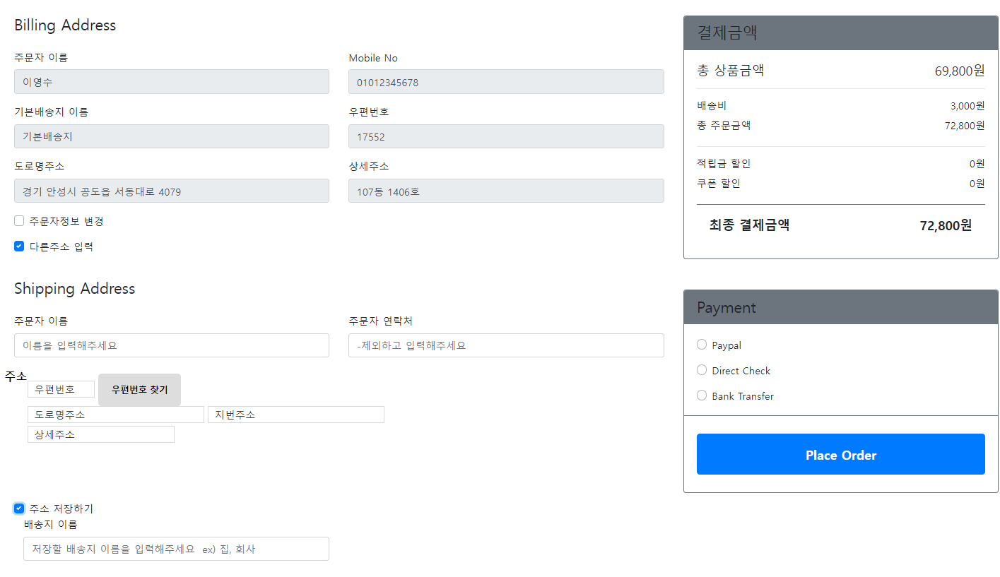 Billing Address
주문자 이름
Mobile No
이영수
01012345678
기본배송지 이름
우편번호
기본배송지
17552
도로명주소
상세주소
경기 안성시 공도읍 서동대로 4079
107동 1406호
주문자정보 변경
다른주소 입력
Shipping Address
주문자 이름
주문자 연락처
이름을 입력해주세요
-제외하고 입력해주세요
주소
우편번호
우편번호 찾기
도로명주소
지번주소
상세주소
주소 저장하기
배송지 이름
저장할 배송지 이름을 입력해주세요 ex) 집, 회사
결제금액
총 상품금액 69,800원
배송비 3,000원
총 주문금액 72,800원
적립금 할인 0원
쿠폰 할인 0원
최종 결제금액 72,800원
Payment
Paypal
Direct Check
Bank Transfer
Place Order